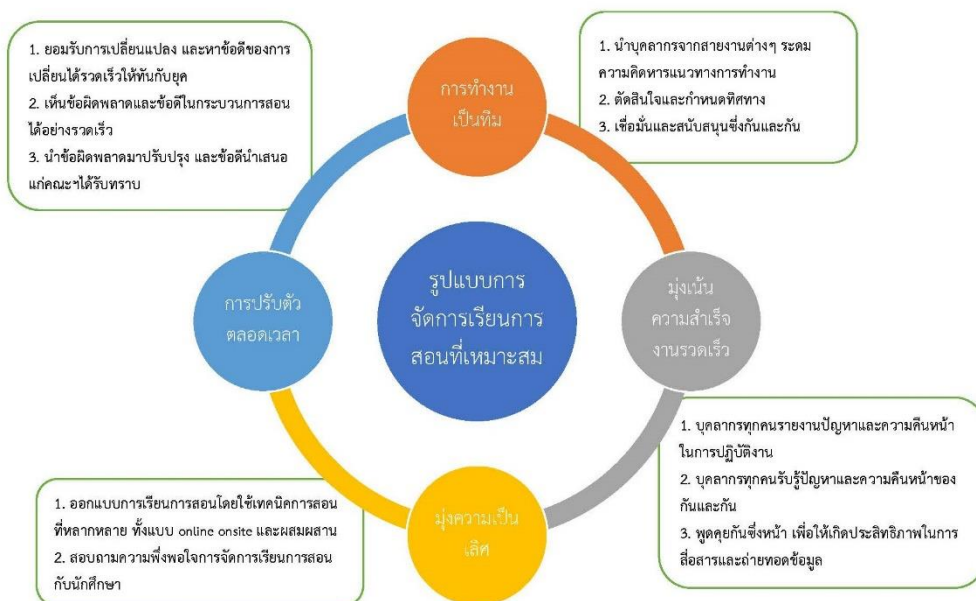 1. ยอมรับการเปลี่ยนแปลง และหาข้อดีของการ
เปลี่ยนได้รวดเร็วให้ทันกับยุค
2. เห็นข้อผิดพลาดและข้อดีในกระบวนการสอน
ได้อย่างรวดเร็ว
3. นำข้อผิดพลาดมาปรับปรุง และข้อดีนำเสนอ
แก่คณะฯได้รับทราบ
การทำงาน
เป็นทีม
1. นำบุคลากรจากสายงานต่างๆ ระดม
ความคิดหารแนวทางการทำงาน
2. ตัดสินใจและกำหนดทิศทาง
3. เชื่อมั่นและสนับสนุนซึ่งกันและกัน
การปรับตัว
ตลอดเวลา
รูปแบบการ
จัดการเรียนการ
สอนที่เหมาะสม
มุ่งเน้น
ความสำเร็จ
งานรวดเร็ว
1. ออกแบบการเรียนการสอนโดยใช้เทคนิคการสอน
ที่หลากหลาย ทั้งแบบ online onsite และผสมผสาน
2. สอบถามความพึงพอใจการจัดการเรียนการสอน
กับนักศึกษา
มุ่งความเป็น
เลิศ
1. บุคลากรทุกคนรายงานปัญหาและความคืนหน้า
ในการปฏิบัติงาน
2. บุคลากรทุกคนรับรู้ปัญหาและความคืนหน้าของ
กันและกัน
3. พูดคุยกันซึ่งหน้า เพื่อให้เกิดประสิทธิภาพในการ
สื่อสารและถ่ายทอดข้อมูล